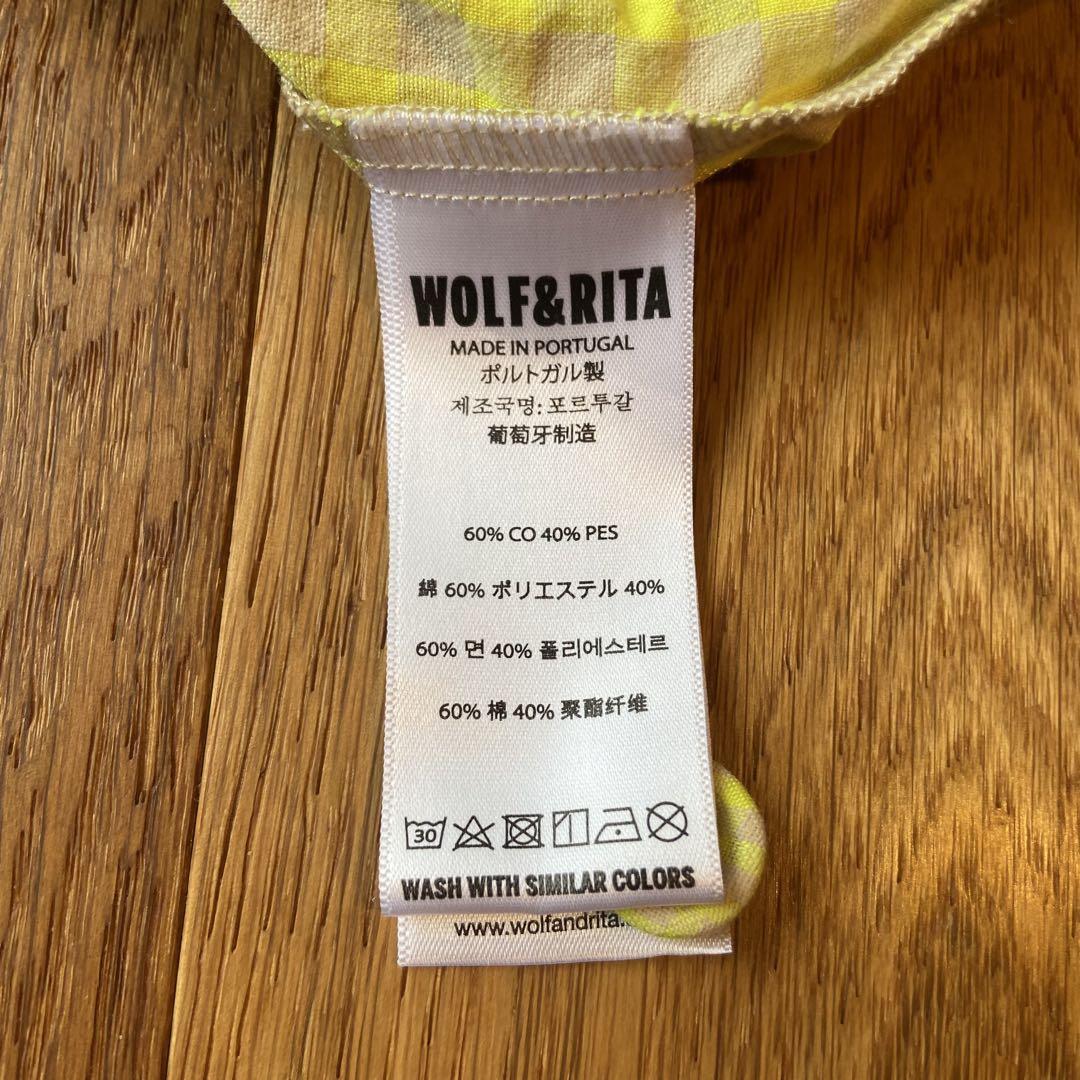 WOLF&RITA
MADE IN PORTUGAL
ポルトガル製
제조국명: 포르투갈
葡萄牙制造
60% CO 40% PES
綿 60% ポリエステル 40%
60% 면 40% 폴리에스테르
60% 棉 40% 聚酯纤维
30
WASH WITH SIMILAR COLORS
www.wolfandrita.